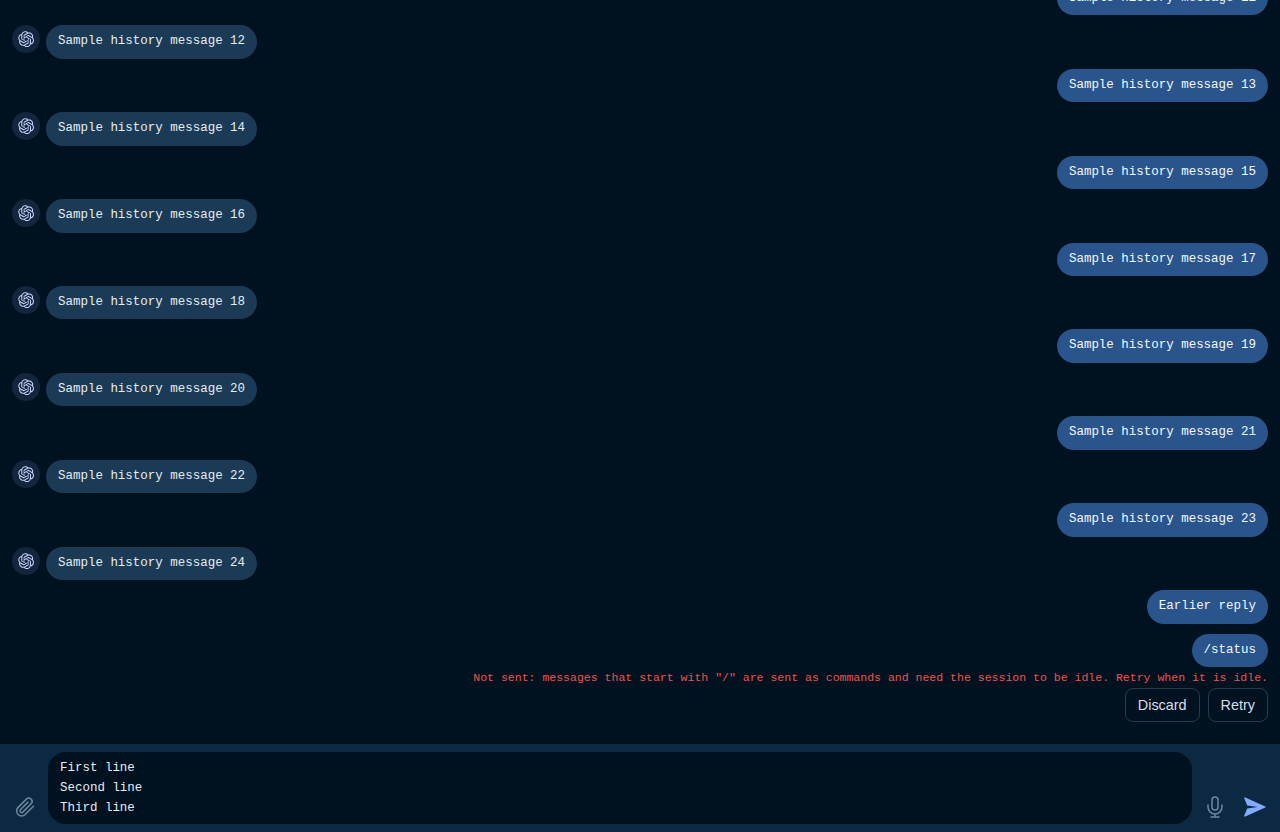 Sample history message 12
Sample history message 13
Sample history message 14
Sample history message 15
Sample history message 16
Sample history message 17
Sample history message 18
Sample history message 19
Sample history message 20
Sample history message 21
Sample history message 22
Sample history message 23
Sample history message 24
Earlier reply
/status
Not sent: messages that start with "/" are sent as commands and need the session to be idle. Retry when it is idle.
Discard Retry
First line
Second line
Third line